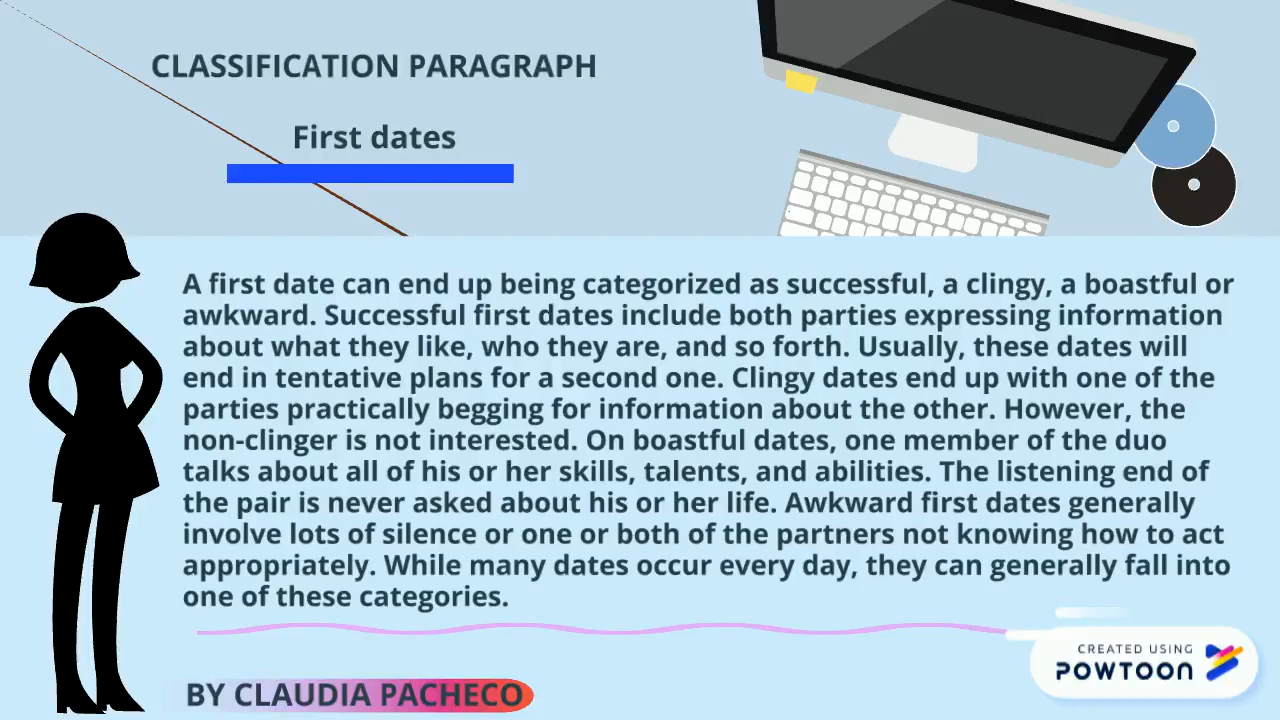 CLASSIFICATION PARAGRAPH
First dates
A first date can end up being categorized as successful, a clingy, a boastful or
awkward. Successful first dates include both parties expressing information
about what they like, who they are, and so forth. Usually, these dates will
end in tentative plans for a second one. Clingy dates end up with one of the
parties practically begging for information about the other. However, the
non-clinger is not interested. On boastful dates, one member of the duo
talks about all of his or her skills, talents, and abilities. The listening end of
the pair is never asked about his or her life. Awkward first dates generally
involve lots of silence or one or both of the partners not knowing how to act
appropriately. While many dates occur every day, they can generally fall into
one of these categories.
CREATED USING
POWTOON
BY CLAUDIA PACHECO